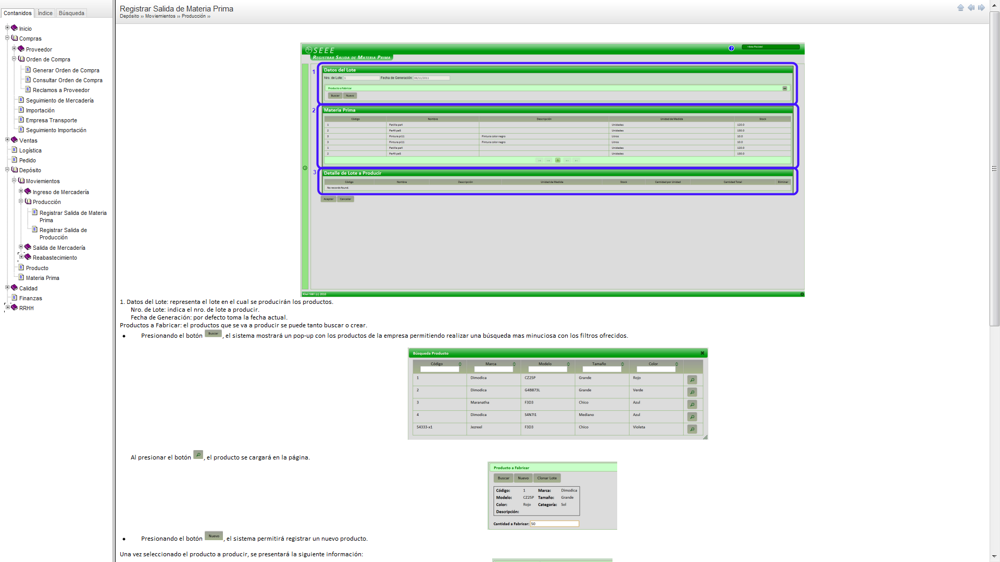 Contanidos Índice Búsqueda
Inicio
Compras
Proveedor
Orden de Compra
Generar Orden de Compra
Consultar Orden de Compra
Reclamos a Proveedor
Seguimiento de Mercadería
Importación
Empresa Transporte
Seguimiento Importación
Ventas
Logística
Pedido
Depósito
Moviemientos
Ingreso de Mercadería
Producción
Registrar Salida de Materia
Prima
Registrar Salida de
Producción
Salida de Mercadería
Reabastecimiento
Producto
Materia Prima
Calidad
Finanzas
RRHH
Registrar Salida de Materia Prima
Depósito ›› Moviemientos ›› Producción ››
SEEE
Registrar Salida de Materia Prima
1
Datos del Lote
Nro. de Lote: 1 Fecha de Generación: 06/11/2011
Producto a Fabricar
Buscar Nuevo
2
Materia Prima
Código Nombre Descripción Unidad de Medida Stock
1 Patilla pa4 Unidades 120.0
2 Perfil pe5 Unidades 130.0
3 Pintura pi11 Pintura color negro Litros 10.0
3 Pintura pi11 Pintura color negro Litros 10.0
1 Patilla pa4 Unidades 120.0
2 Perfil pe5 Unidades 130.0
1
3
Detalle de Lote a Producir
Código Nombre Descripción Unidad de Medida Stock Cantidad por Unidad Cantidad Total Eliminar
No records found.
Aceptar Cancelar
Kiwi SWI (c) 2010
1. Datos del Lote: representa el lote en el cual se producirán los productos.
Nro. de Lote: indica el nro. de lote a producir.
Fecha de Generación: por defecto toma la fecha actual.
Productos a Fabricar: el productos que se va a producir se puede tanto buscar o crear.
• Presionando el botón Buscar , el sistema mostrará un pop-up con los productos de la empresa permitiendo realizar una búsqueda mas minuciosa con los filtros ofrecidos.
Búsqueda Producto
Código Marca Modelo Tamaño Color
1 Dimodica CZ25P Grande Rojo
2 Dimodica G4B873L Grande Verde
3 Maranatha F3D3 Chico Azul
4 Dimodica S4N7I1 Mediano Azul
S4333-x1 Jezreel F3D3 Chico Violeta
Al presionar el botón , el producto se cargará en la página.
Producto a Fabricar
Buscar Nuevo Clonar Lote
Código: 1 Marca: Dimodica
Modelo: CZ25P Tamaño: Grande
Color: Rojo Categoría: Sol
Descripción:
Cantidad a Fabricar: 50
• Presionando el botón Nuevo , el sistema permitirá registrar un nuevo producto.
Una vez seleccionado el producto a producir, se presentará la siguiente información: